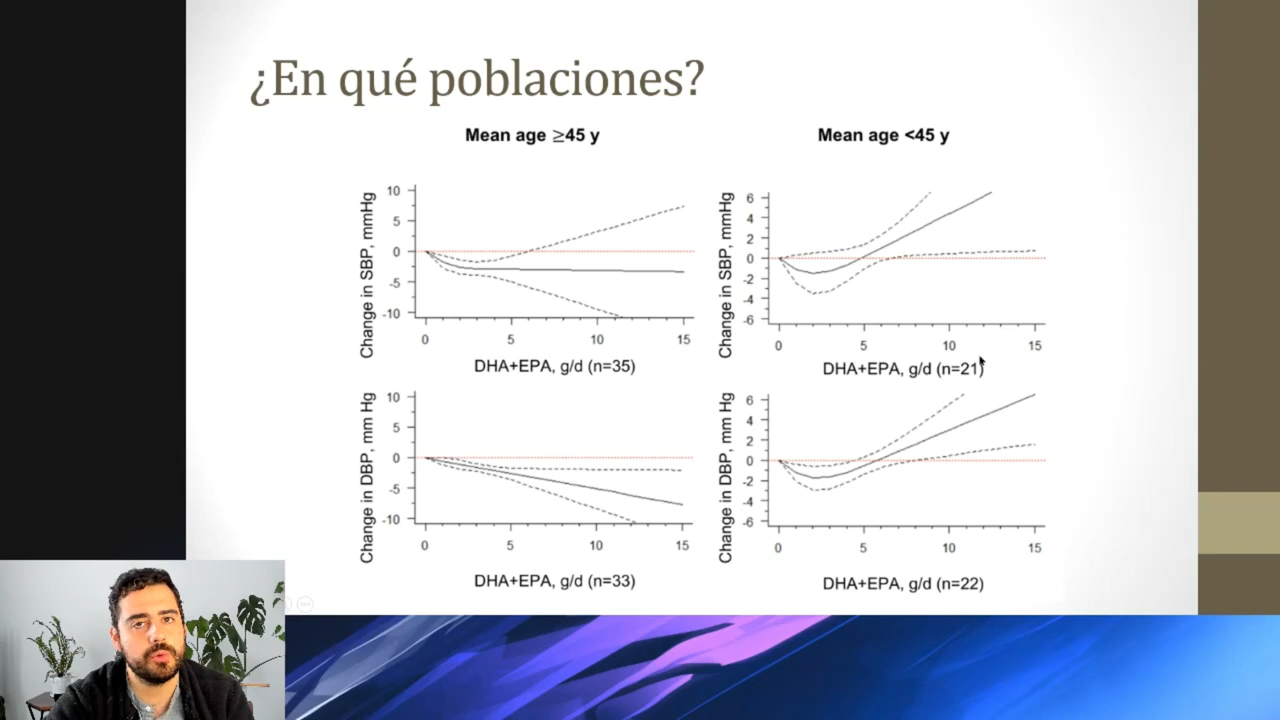 ¿En qué poblaciones?
Mean age ≥45 y
Mean age <45 y
Change in SBP, mmHg
10
5
0
-5
-10
0 5 10 15
DHA+EPA, g/d (n=35)
Change in SBP, mmHg
6
4
2
0
-2
-4
-6
0 5 10 15
DHA+EPA, g/d (n=21)
Change in DBP, mm Hg
10
5
0
-5
-10
0 5 10 15
DHA+EPA, g/d (n=33)
Change in DBP, mm Hg
6
4
2
0
-2
-4
-6
0 5 10 15
DHA+EPA, g/d (n=22)